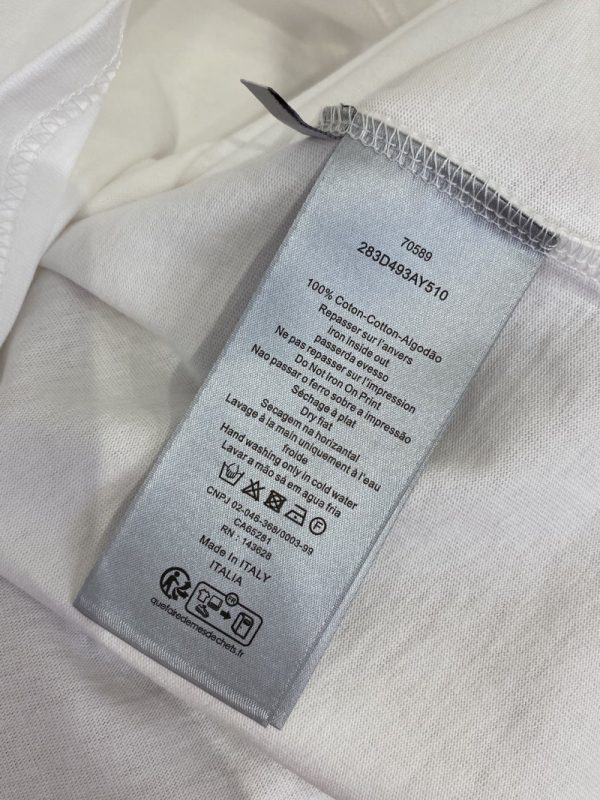 70589
283D493AY510
100% Coton-Cotton-Algodão
Repasser sur l'anvers
iron inside out
passerda evesso
Ne pas repasser sur l'impression
Do Not Iron On Print
Nao passar o ferro sobre a impressão
Séchage à plat
Dry flat
Secagem na horizontal
Lavage à la main uniquement à l'eau
froide
Hand washing only in cold water
Lavar a mão sá em agua fria
CNPJ 02-048-368/0003-99
CA65281
RN : 143628
Made In ITALY
ITALIA
FR
quefairedemesdechets.fr